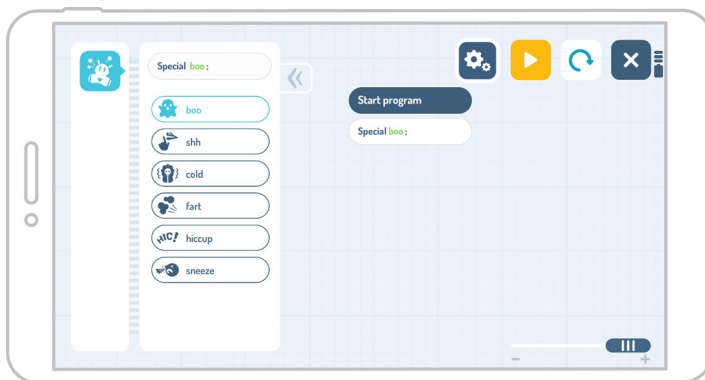 Special boo;
boo
shh
cold
fart
HIC! hiccup
sneeze
Start program
Special boo;
- +